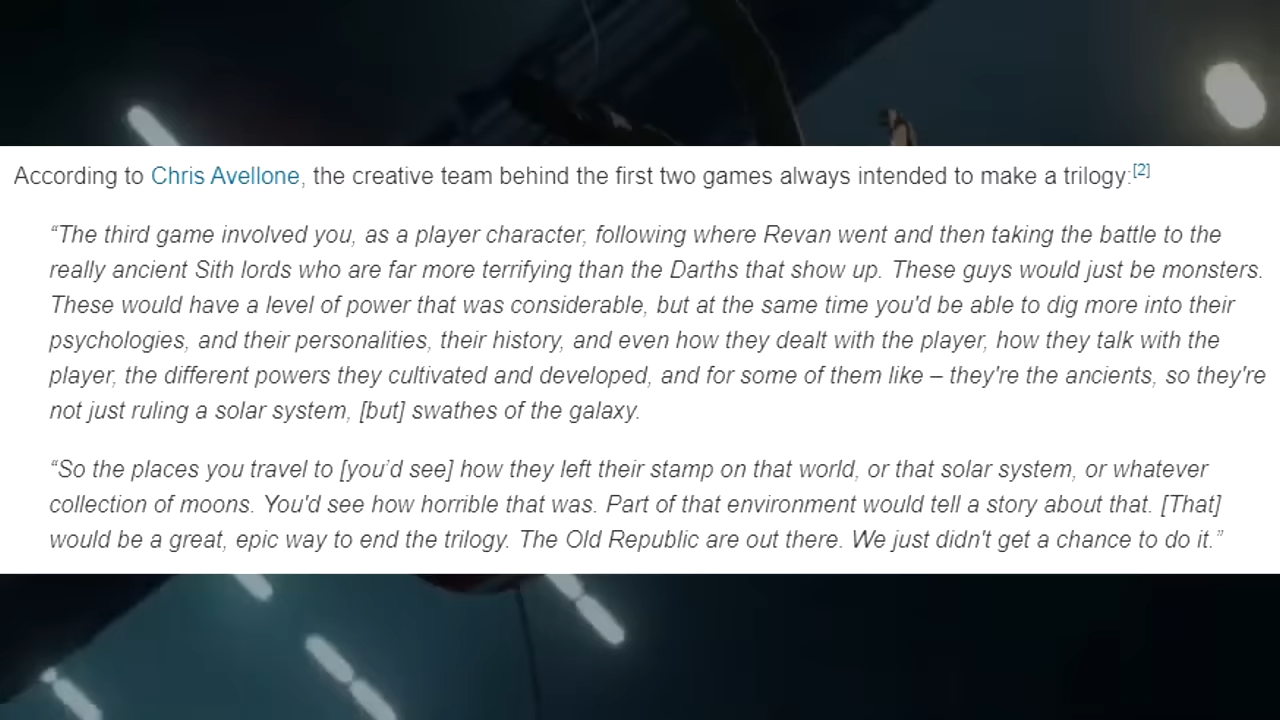 According to Chris Avellone, the creative team behind the first two games always intended to make a trilogy:[2]
“The third game involved you, as a player character, following where Revan went and then taking the battle to the
really ancient Sith lords who are far more terrifying than the Darths that show up. These guys would just be monsters.
These would have a level of power that was considerable, but at the same time you'd be able to dig more into their
psychologies, and their personalities, their history, and even how they dealt with the player, how they talk with the
player, the different powers they cultivated and developed, and for some of them like – they're the ancients, so they're
not just ruling a solar system, [but] swathes of the galaxy.
“So the places you travel to [you’d see] how they left their stamp on that world, or that solar system, or whatever
collection of moons. You'd see how horrible that was. Part of that environment would tell a story about that. [That]
would be a great, epic way to end the trilogy. The Old Republic are out there. We just didn't get a chance to do it.”